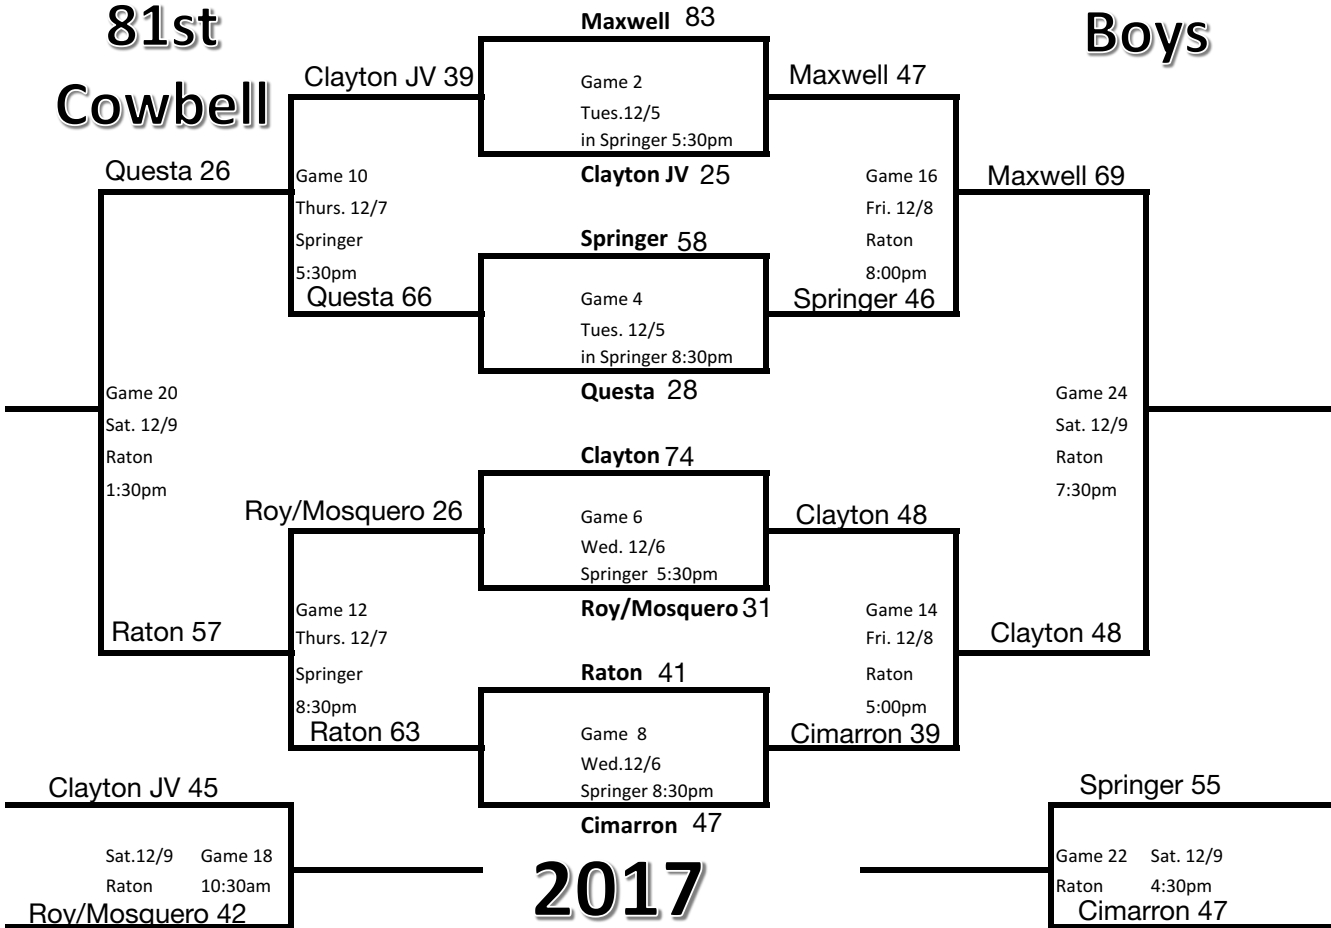 81st
Cowbell
Boys
Maxwell 83
Clayton JV 39
Game 2
Tues.12/5
in Springer 5:30pm
Maxwell 47
Clayton JV 25
Questa 26
Game 10
Thurs. 12/7
Springer
5:30pm
Game 16
Fri. 12/8
Raton
8:00pm
Maxwell 69
Springer 58
Questa 66
Game 4
Tues. 12/5
in Springer 8:30pm
Springer 46
Questa 28
Game 20
Sat. 12/9
Raton
1:30pm
Game 24
Sat. 12/9
Raton
7:30pm
Clayton 74
Roy/Mosquero 26
Game 6
Wed. 12/6
Springer 5:30pm
Clayton 48
Roy/Mosquero 31
Raton 57
Game 12
Thurs. 12/7
Springer
8:30pm
Game 14
Fri. 12/8
Raton
5:00pm
Clayton 48
Raton 41
Raton 63
Game 8
Wed.12/6
Springer 8:30pm
Cimarron 39
Cimarron 47
Clayton JV 45
Sat.12/9 Game 18
Raton 10:30am
Roy/Mosquero 42
2017
Springer 55
Game 22 Sat. 12/9
Raton 4:30pm
Cimarron 47